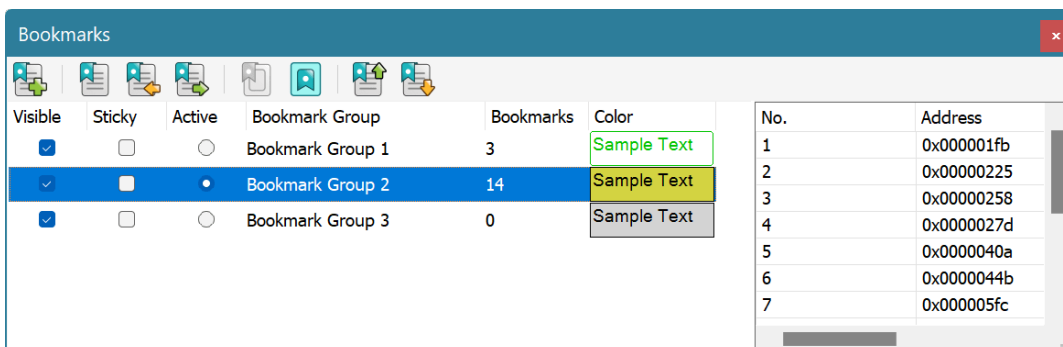 Bookmarks
Visible Sticky Active Bookmark Group Bookmarks Color
Bookmark Group 1 3 Sample Text
Bookmark Group 2 14 Sample Text
Bookmark Group 3 0 Sample Text
No. Address
1 0x000001fb
2 0x00000225
3 0x00000258
4 0x0000027d
5 0x0000040a
6 0x0000044b
7 0x000005fc